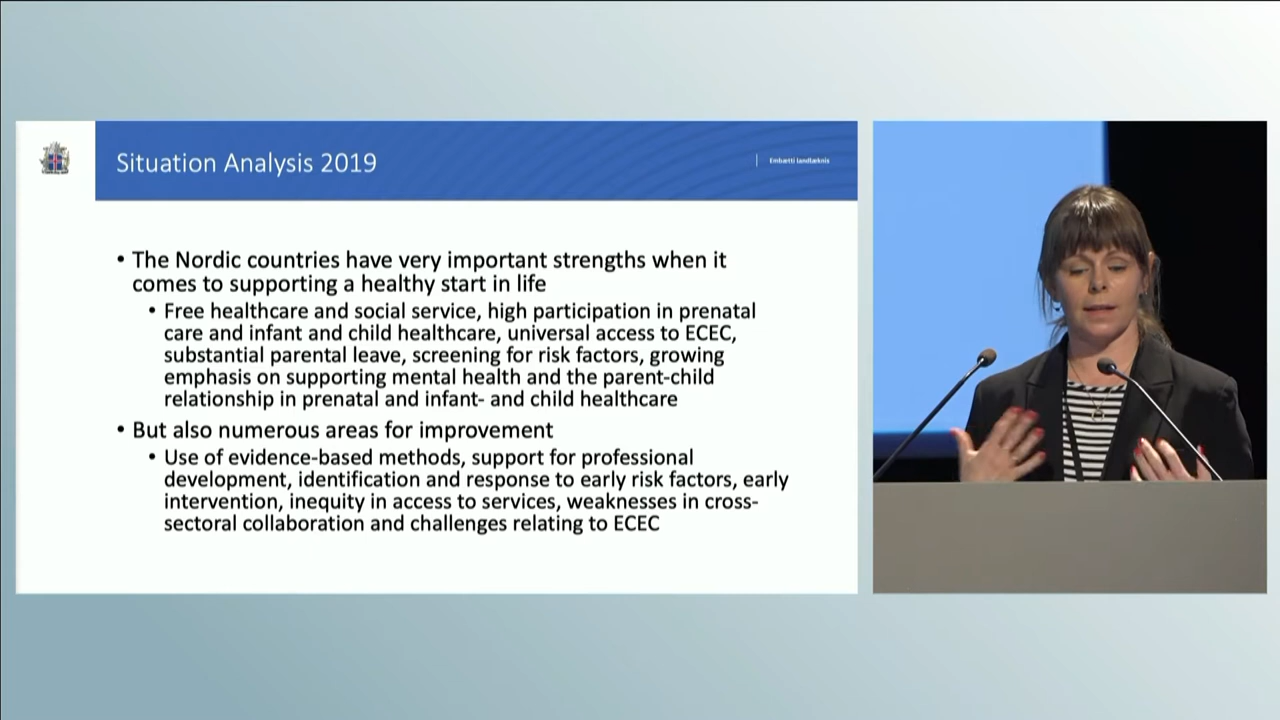 Situation Analysis 2019
Embætti landlæknis
• The Nordic countries have very important strengths when it
comes to supporting a healthy start in life
• Free healthcare and social service, high participation in prenatal
care and infant and child healthcare, universal access to ECEC,
substantial parental leave, screening for risk factors, growing
emphasis on supporting mental health and the parent-child
relationship in prenatal and infant- and child healthcare
• But also numerous areas for improvement
• Use of evidence-based methods, support for professional
development, identification and response to early risk factors, early
intervention, inequity in access to services, weaknesses in cross-
sectoral collaboration and challenges relating to ECEC